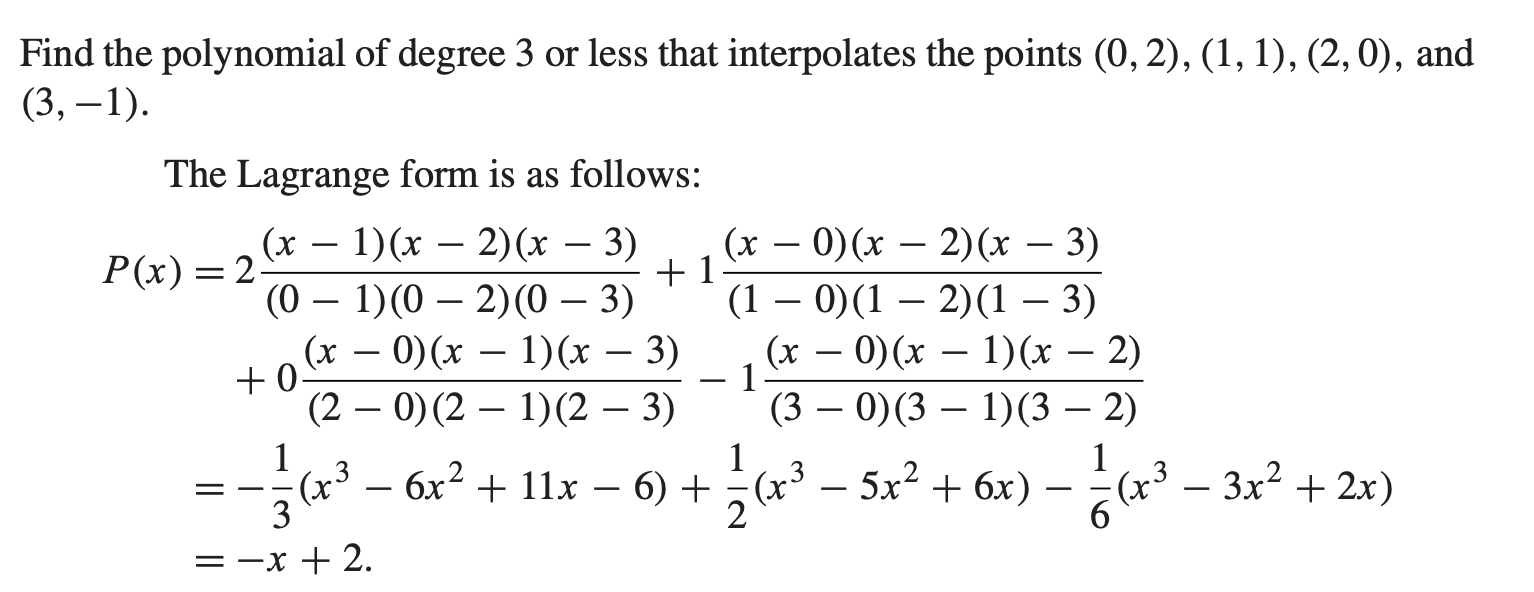 Find the polynomial of degree 3 or less that interpolates the points (0, 2), (1, 1), (2, 0), and
(3, −1).
The Lagrange form is as follows:
P(x) = 2 \frac{(x − 1)(x − 2)(x − 3)}{(0 − 1)(0 − 2)(0 − 3)} + 1 \frac{(x − 0)(x − 2)(x − 3)}{(1 − 0)(1 − 2)(1 − 3)}
+ 0 \frac{(x − 0)(x − 1)(x − 3)}{(2 − 0)(2 − 1)(2 − 3)} − 1 \frac{(x − 0)(x − 1)(x − 2)}{(3 − 0)(3 − 1)(3 − 2)}
= −\frac{1}{3}(x^3 − 6x^2 + 11x − 6) + \frac{1}{2}(x^3 − 5x^2 + 6x) − \frac{1}{6}(x^3 − 3x^2 + 2x)
= −x + 2.